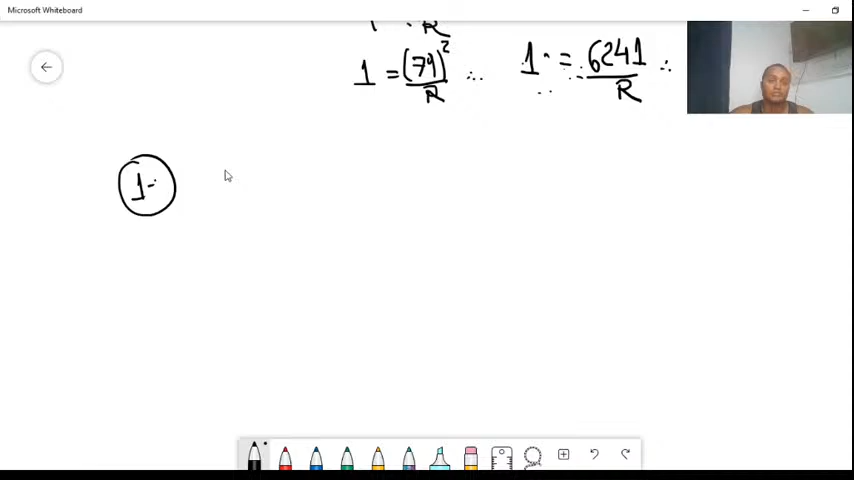 Microsoft Whiteboard
1 = (79)² / R ∴ 1 = 6241 / R ∴
1